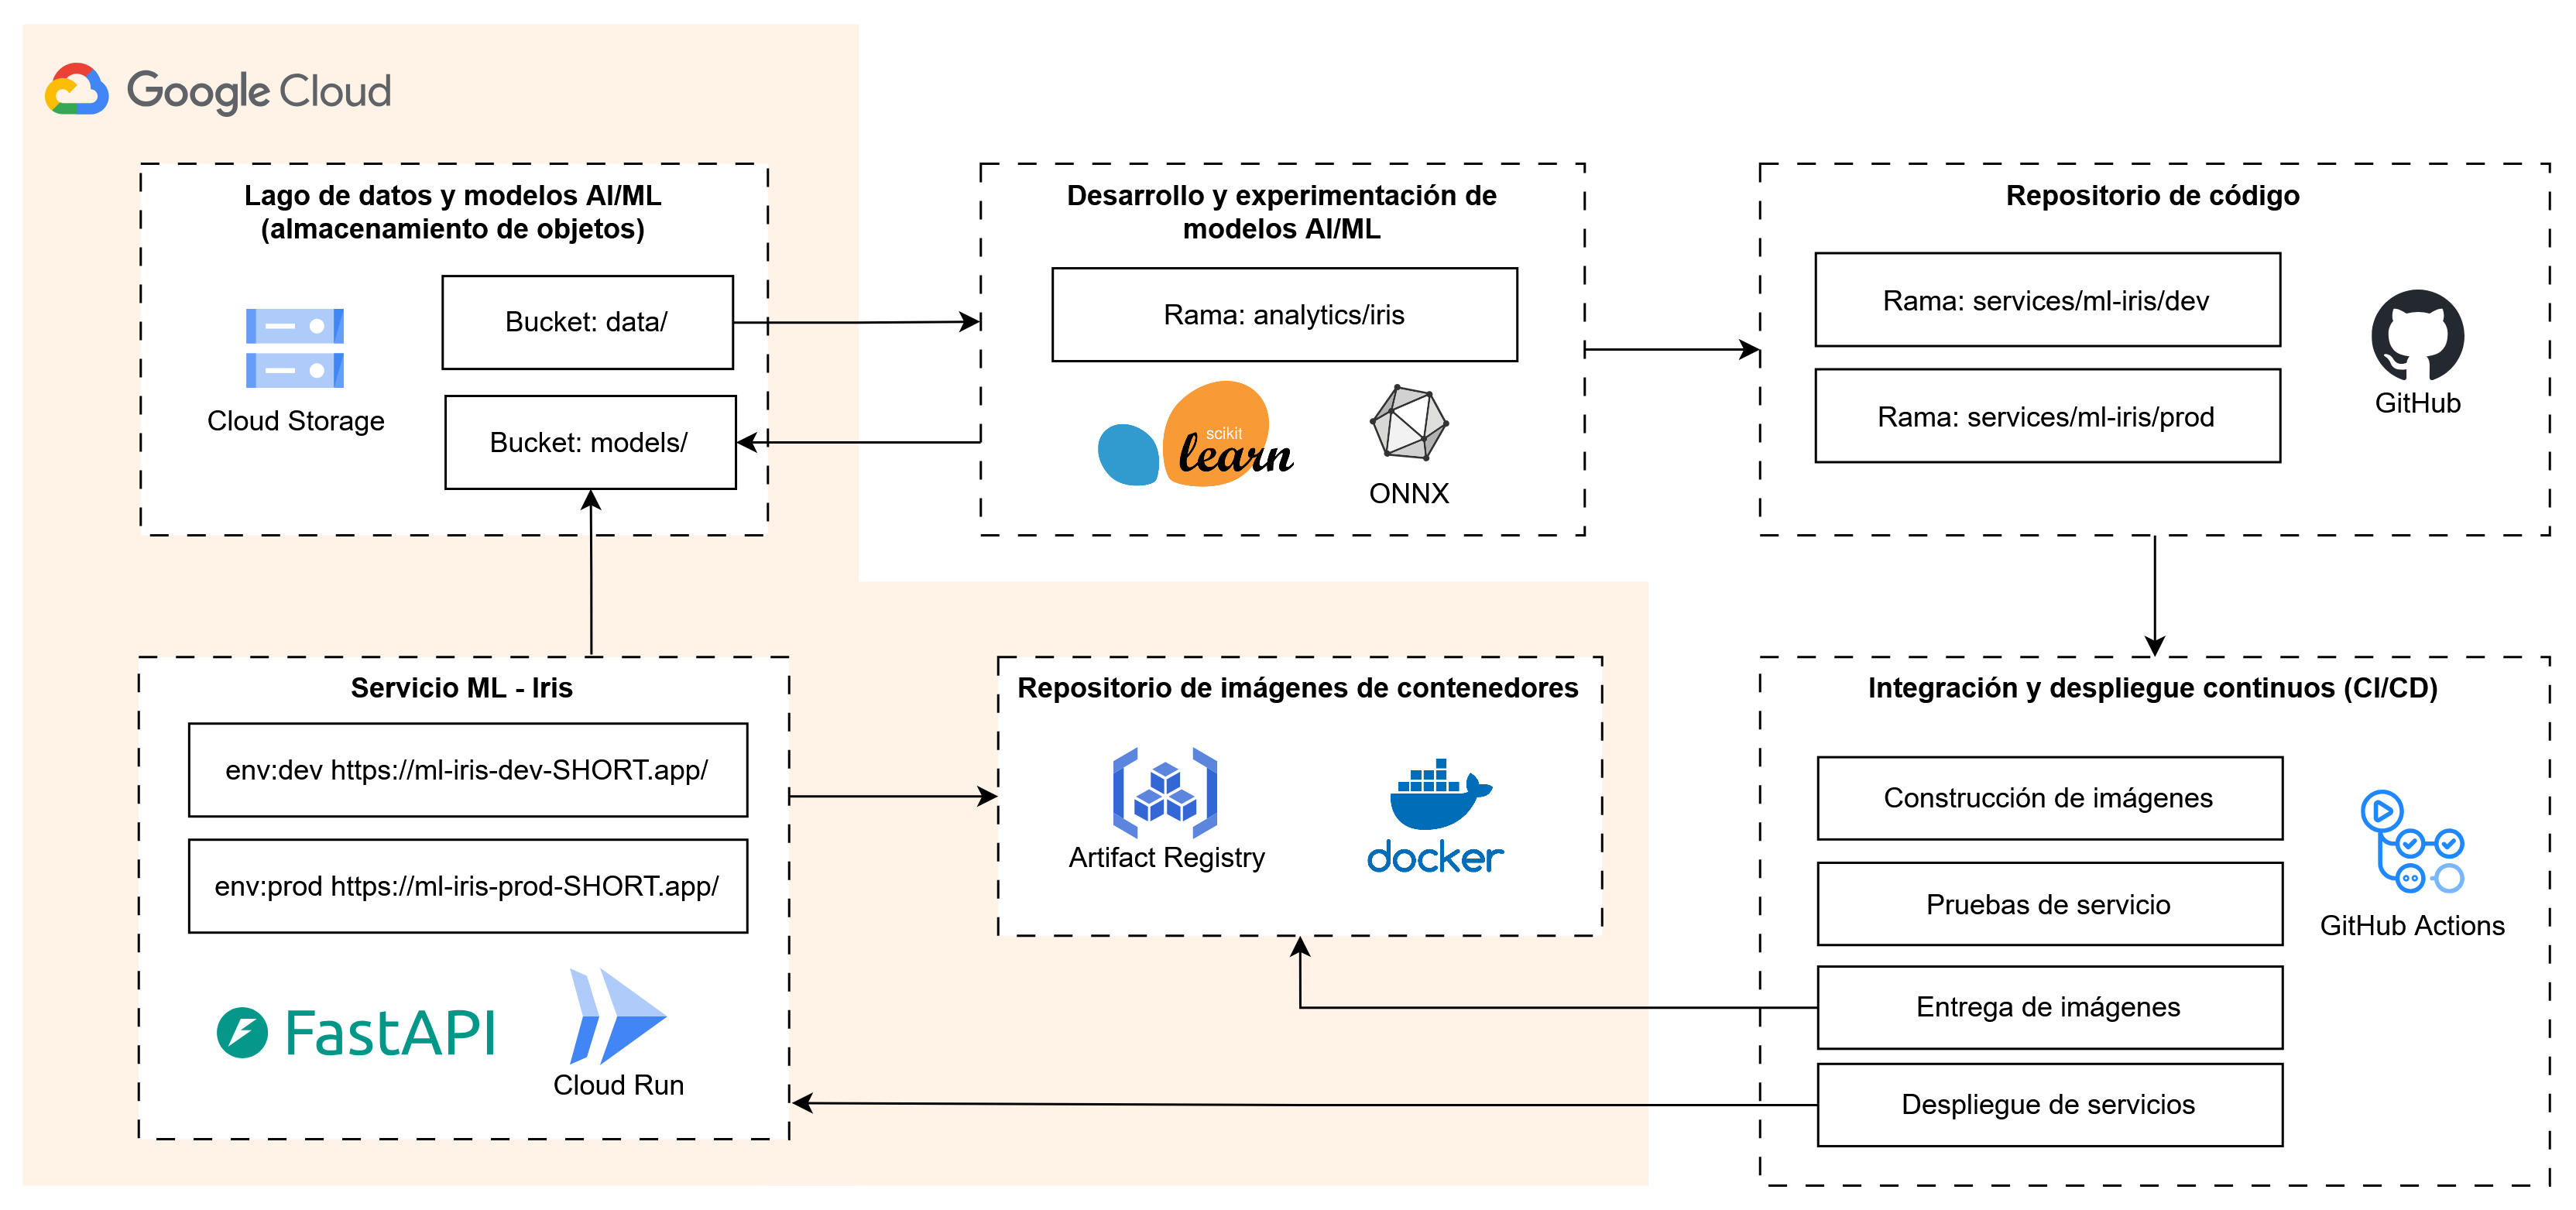 Google Cloud
Lago de datos y modelos AI/ML
(almacenamiento de objetos)
Cloud Storage
Bucket: data/
Bucket: models/
Desarrollo y experimentación de
modelos AI/ML
Rama: analytics/iris
scikit
learn
ONNX
Repositorio de código
Rama: services/ml-iris/dev
Rama: services/ml-iris/prod
GitHub
Servicio ML - Iris
env:dev https://ml-iris-dev-SHORT.app/
env:prod https://ml-iris-prod-SHORT.app/
FastAPI
Cloud Run
Repositorio de imágenes de contenedores
Artifact Registry
docker
Integración y despliegue continuos (CI/CD)
Construcción de imágenes
Pruebas de servicio
Entrega de imágenes
Despliegue de servicios
GitHub Actions